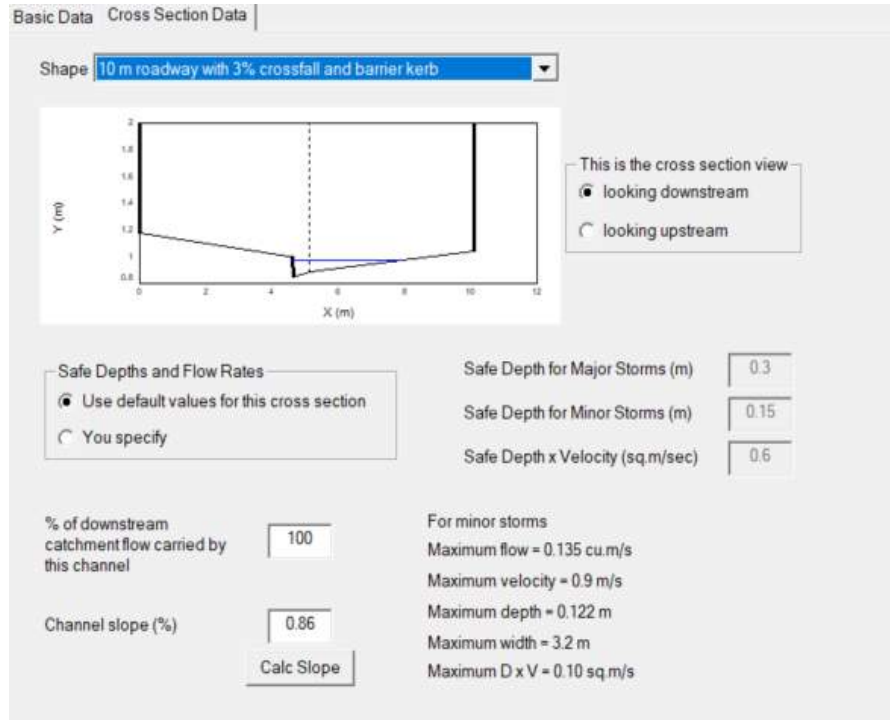 Basic Data Cross Section Data
Shape 10 m roadway with 3% crossfall and barrier kerb
2
1.8
1.6
1.4
1.2
1
0.8
Y (m)
0 2 4 6 8 10 12
X (m)
This is the cross section view
looking downstream
looking upstream
Safe Depths and Flow Rates
Use default values for this cross section
You specify
Safe Depth for Major Storms (m) 0.3
Safe Depth for Minor Storms (m) 0.15
Safe Depth x Velocity (sq.m/sec) 0.6
% of downstream
catchment flow carried by
this channel
100
Channel slope (%) 0.86
Calc Slope
For minor storms
Maximum flow = 0.135 cu.m/s
Maximum velocity = 0.9 m/s
Maximum depth = 0.122 m
Maximum width = 3.2 m
Maximum D x V = 0.10 sq.m/s